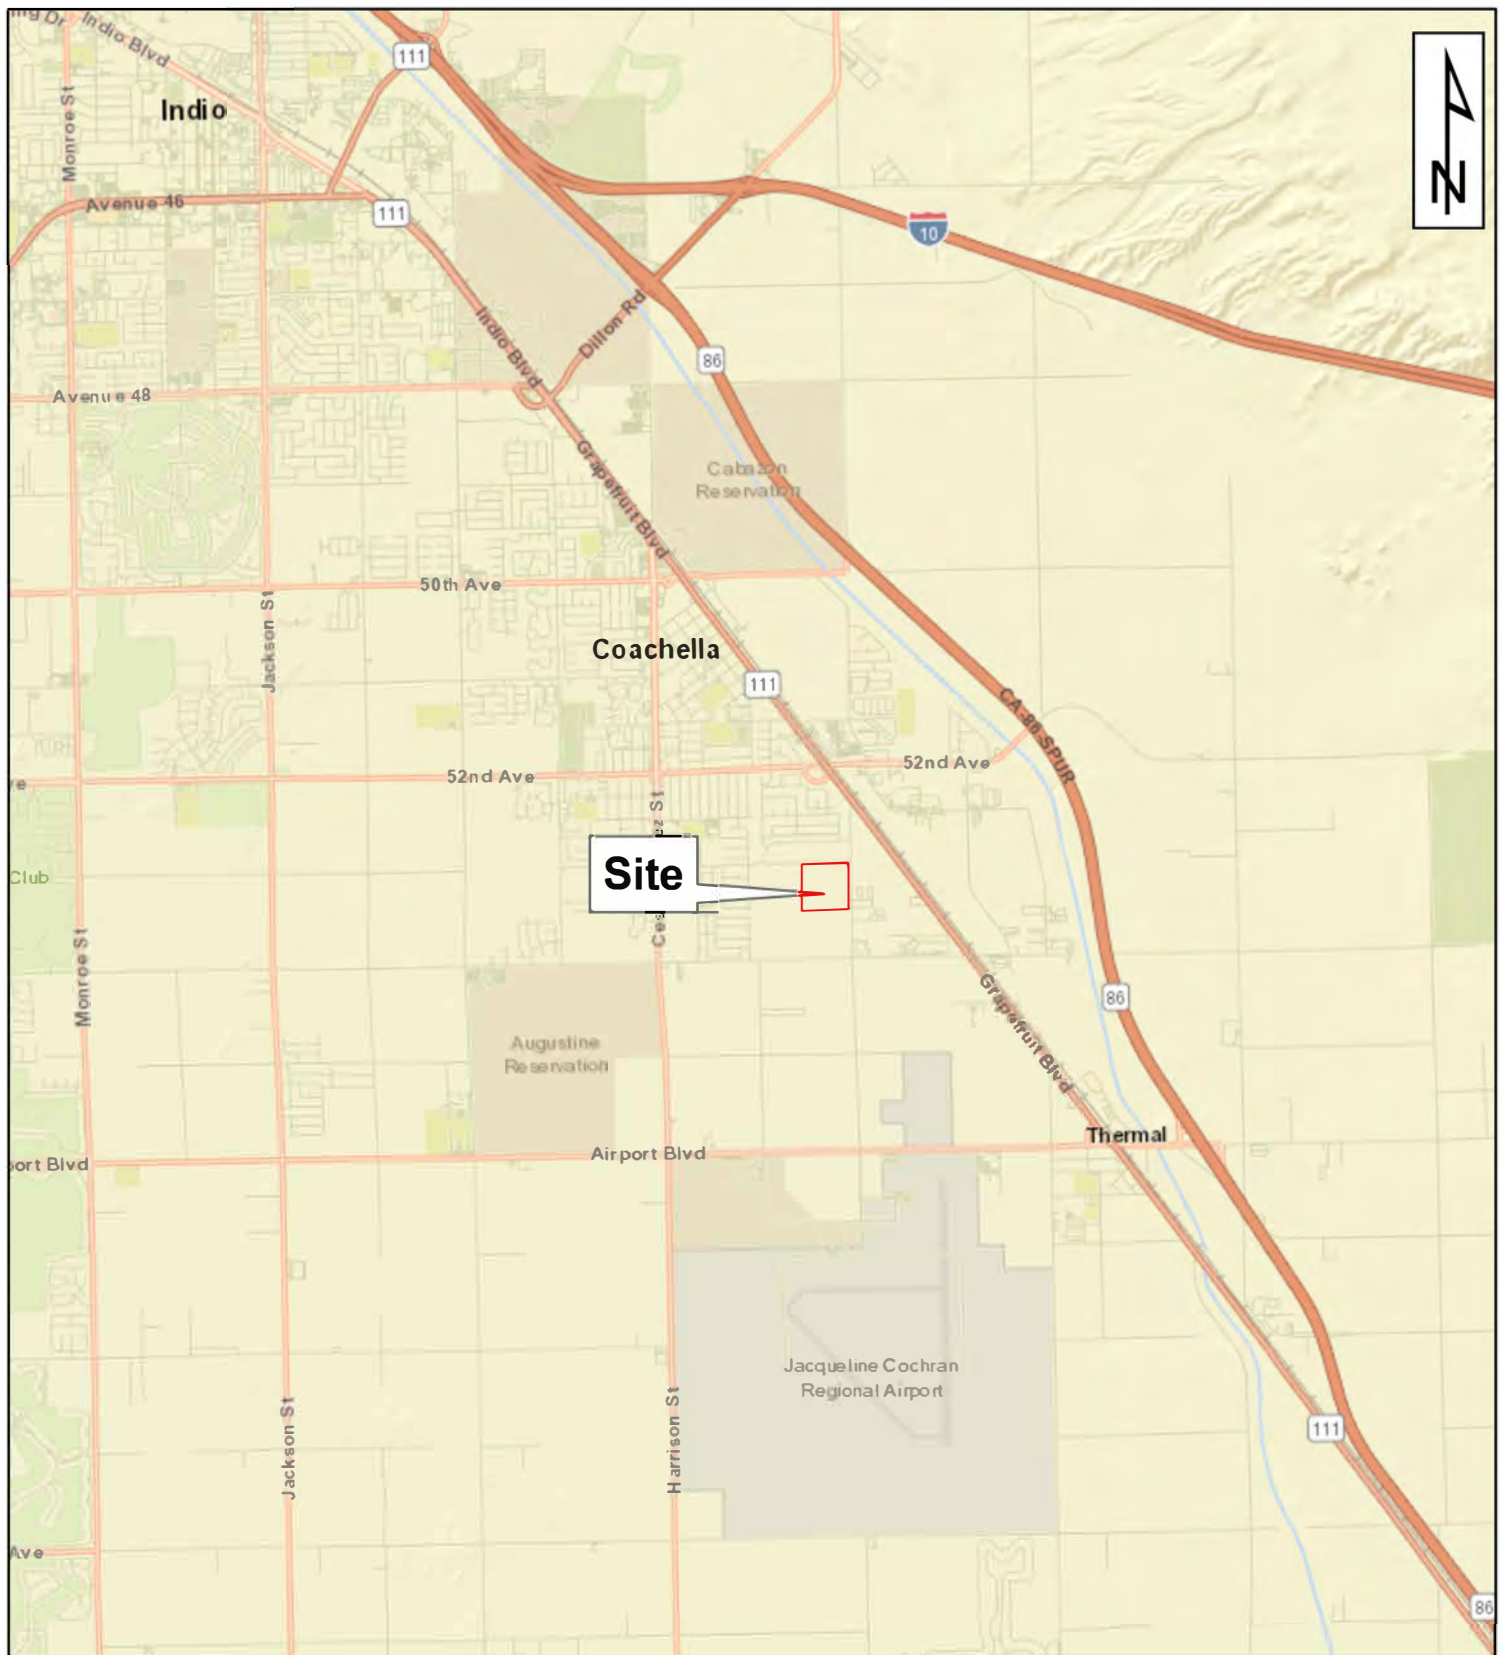 Indio Blvd
111
Indio
Monroe St
N
Avenue 46
111
10
Indio Blvd
Dillon Rd
86
Avenue 48
Grapefruit Blvd
Cabazon
Reservation
50th Ave
Jackson St
Coachella
111
CA-86 SPUR
52nd Ave
52nd Ave
St
Site
Club
Monroe St
Grapefruit Blvd
86
Augustine
Reservation
Thermal
Airport Blvd
Blvd
Jacqueline Cochran
Regional Airport
Jackson St
Harrison St
111
Ave
86